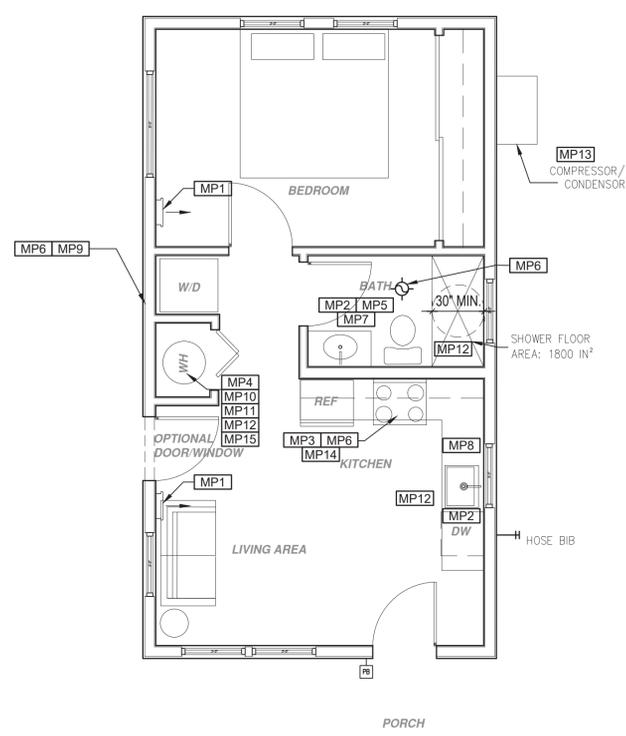 MP13
COMPRESSOR/
CONDENSOR
MP1
BEDROOM
MP6 MP9
MP6
W/D
BATH
30" MIN.
MP2 MP5
MP7
SHOWER FLOOR
AREA: 1800 IN²
MP12
WH
MP4
MP10
MP11
MP12
MP15
REF
OPTIONAL
DOOR/WINDOW
MP3 MP6
MP14
KITCHEN
MP8
MP1
MP12
MP2
DW
HOSE BIB
LIVING AREA
PB
PORCH